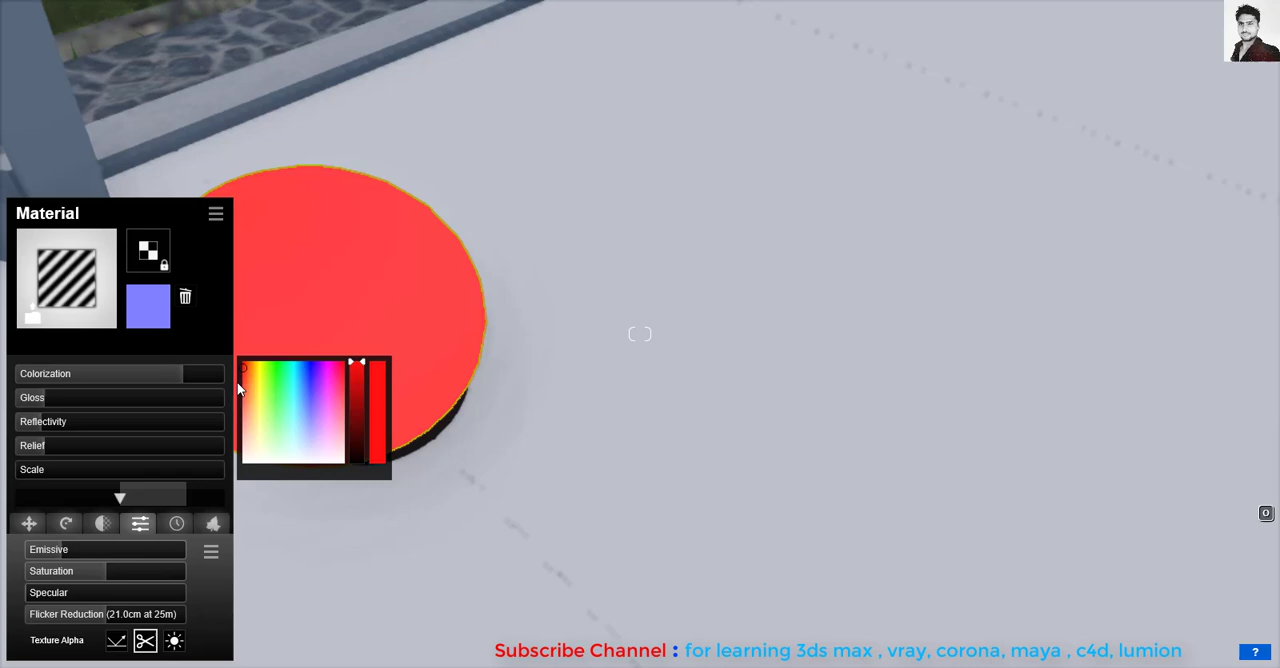 Material
Colorization
Gloss
Reflectivity
Relief
Scale
Emissive
Saturation
Specular
Flicker Reduction (21.0cm at 25m)
Texture Alpha
O
Subscribe Channel : for learning 3ds max , vray, corona, maya , c4d, lumion
?